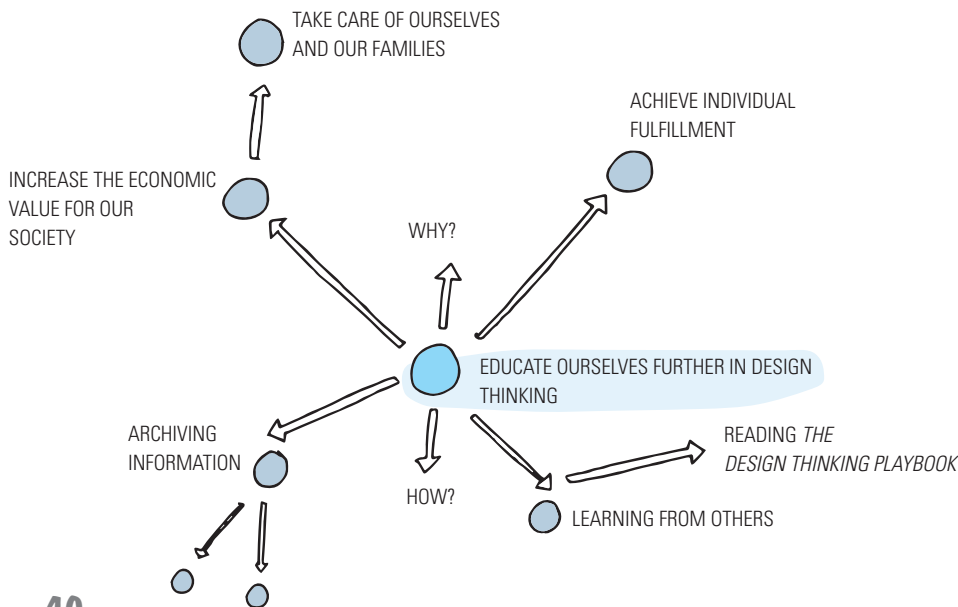 TAKE CARE OF OURSELVES
AND OUR FAMILIES
ACHIEVE INDIVIDUAL
FULFILLMENT
INCREASE THE ECONOMIC
VALUE FOR OUR
SOCIETY
WHY?
EDUCATE OURSELVES FURTHER IN DESIGN
THINKING
ARCHIVING
INFORMATION
READING THE
DESIGN THINKING PLAYBOOK
HOW?
LEARNING FROM OTHERS